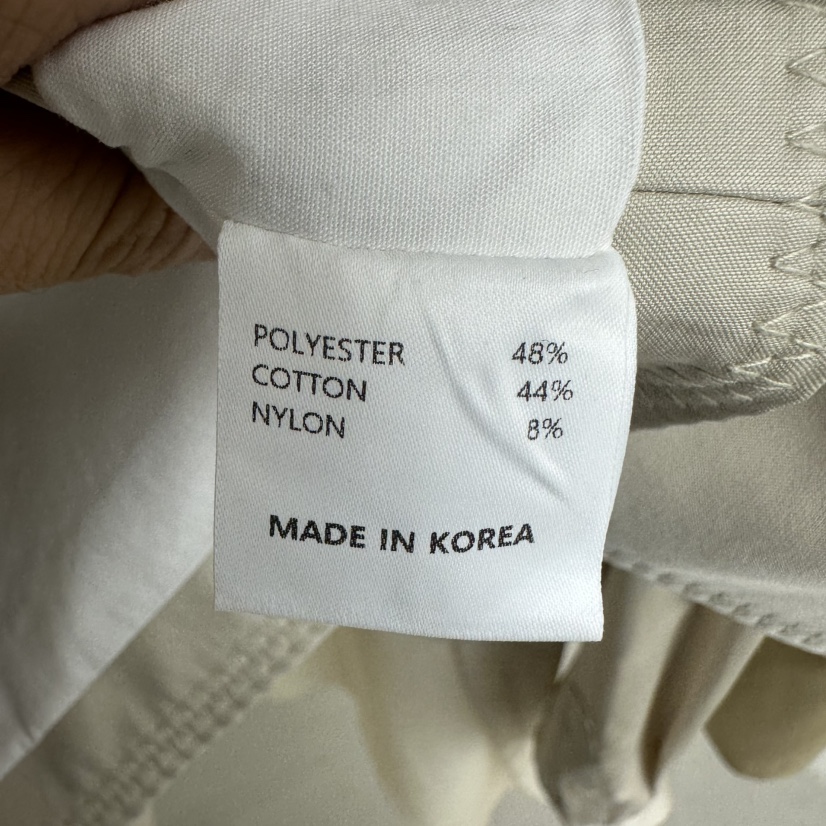 POLYESTER 48%
COTTON 44%
NYLON 8%
MADE IN KOREA